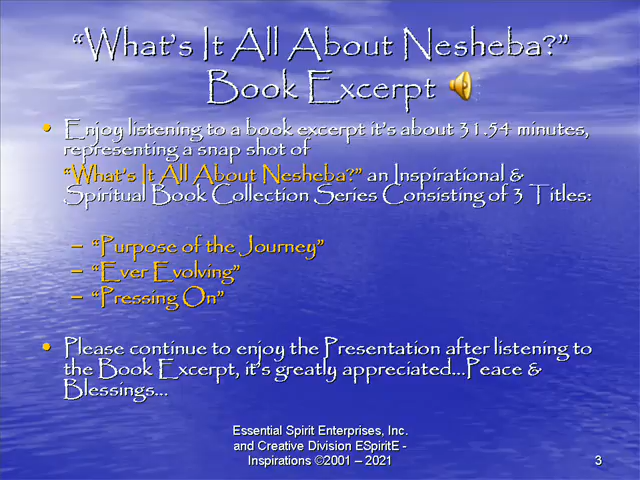 “What’s It All About Nesheba?”
Book Excerpt
• Enjoy listening to a book excerpt it’s about 31.54 minutes,
representing a snap shot of
“What’s It All About Nesheba?” an Inspirational &
Spiritual Book Collection Series Consisting of 3 Titles:
– “Purpose of the Journey”
– “Ever Evolving”
– “Pressing On”
• Please continue to enjoy the Presentation after listening to
the Book Excerpt, it’s greatly appreciated...Peace &
Blessings...
Essential Spirit Enterprises, Inc.
and Creative Division ESpiritE -
Inspirations ©2001 – 2021
3